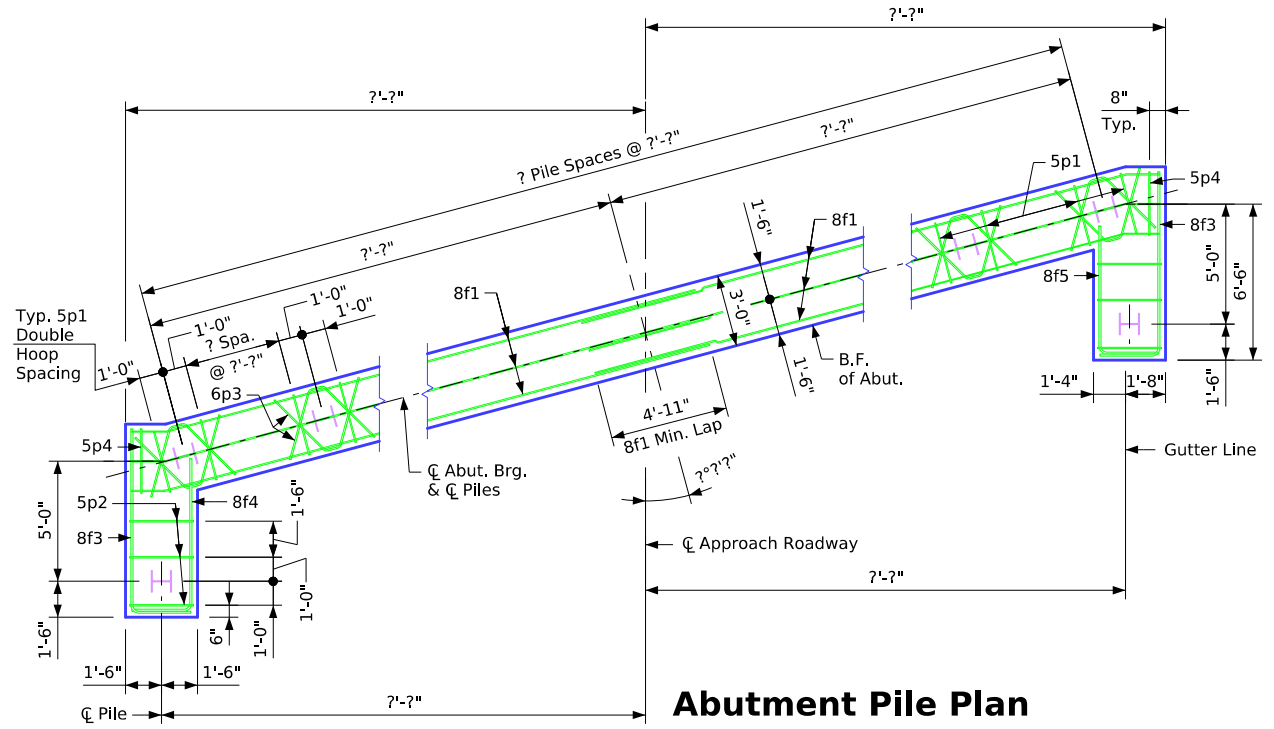 ?'-?"
?'-?"
8"
Typ.
? Pile Spaces @ ?'-?"
?'-?"
5p1
5p4
1'-6"
8f1
8f3
?'-?"
5'-0"
6'-6"
8f5
8f1
3'-0"
1'-0"
1'-0"
Typ. 5p1
Double
Hoop
Spacing
1'-0"
? Spa.
@ ?'-?"
1'-0"
B.F.
of Abut.
1'-6"
1'-4"
1'-8"
1'-6"
6p3
4'-11"
8f1 Min. Lap
5p4
Gutter Line
℄ Abut. Brg.
& ℄ Piles
?°?'?"
5p2
8f4
1'-6"
5'-0"
8f3
℄ Approach Roadway
?'-?"
1'-0"
1'-6"
6"
1'-0"
1'-6"
1'-6"
?'-?"
℄ Pile
Abutment Pile Plan